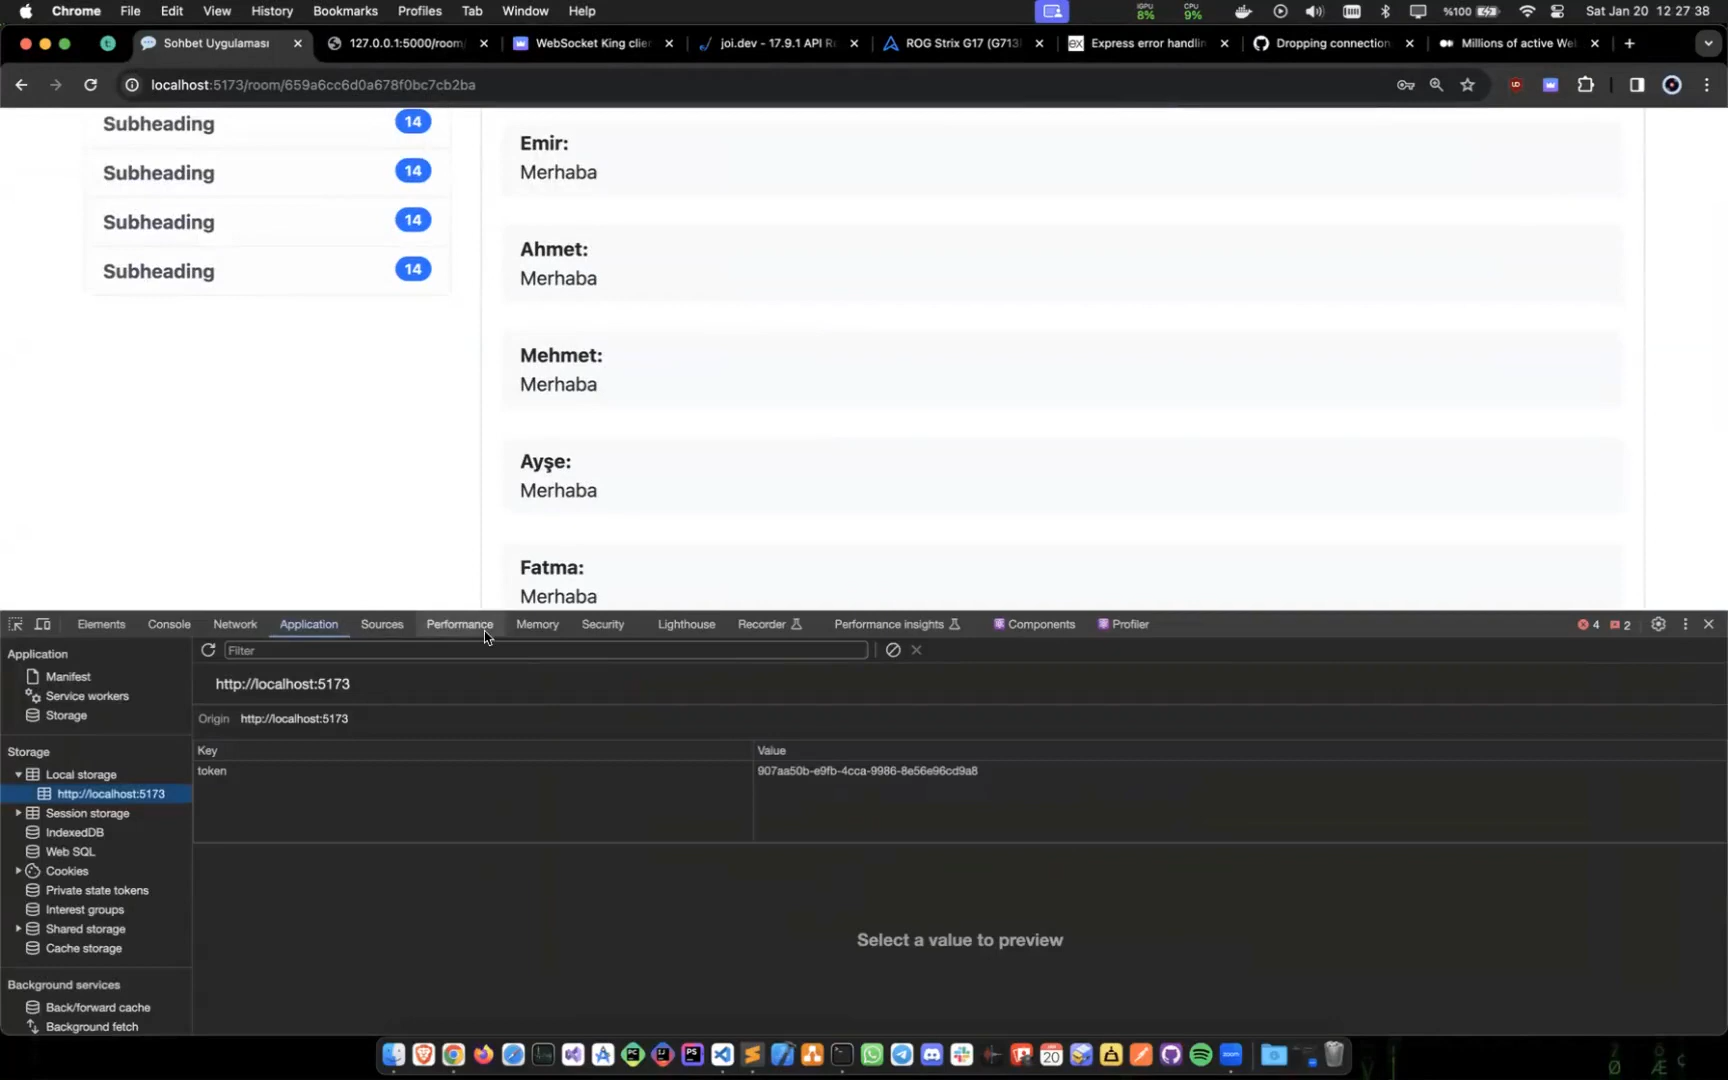 Chrome File Edit View History Bookmarks Profiles Tab Window Help
IGPU 8% CPU 9% %100 Sat Jan 20 12 27 38
Sohbet Uygulaması
127.0.0.1:5000/room/
WebSocket King clie
joi.dev - 17.9.1 API R
ROG Strix G17 (G713
Express error handlin
Dropping connection
Millions of active We
localhost:5173/room/659a6cc6d0a678f0bc7cb2ba
Subheading 14
Subheading 14
Subheading 14
Subheading 14
Emir:
Merhaba
Ahmet:
Merhaba
Mehmet:
Merhaba
Ayşe:
Merhaba
Fatma:
Merhaba
Elements Console Network Application Sources Performance Memory Security Lighthouse Recorder Performance insights Components Profiler 4 2
Application
Manifest
Service workers
Storage
Storage
Local storage
http://localhost:5173
Session storage
IndexedDB
Web SQL
Cookies
Private state tokens
Interest groups
Shared storage
Cache storage
Background services
Back/forward cache
Background fetch
Filter
http://localhost:5173
Origin http://localhost:5173
Key Value
token 907aa50b-e9fb-4cca-9986-8e56e96cd9a8
Select a value to preview